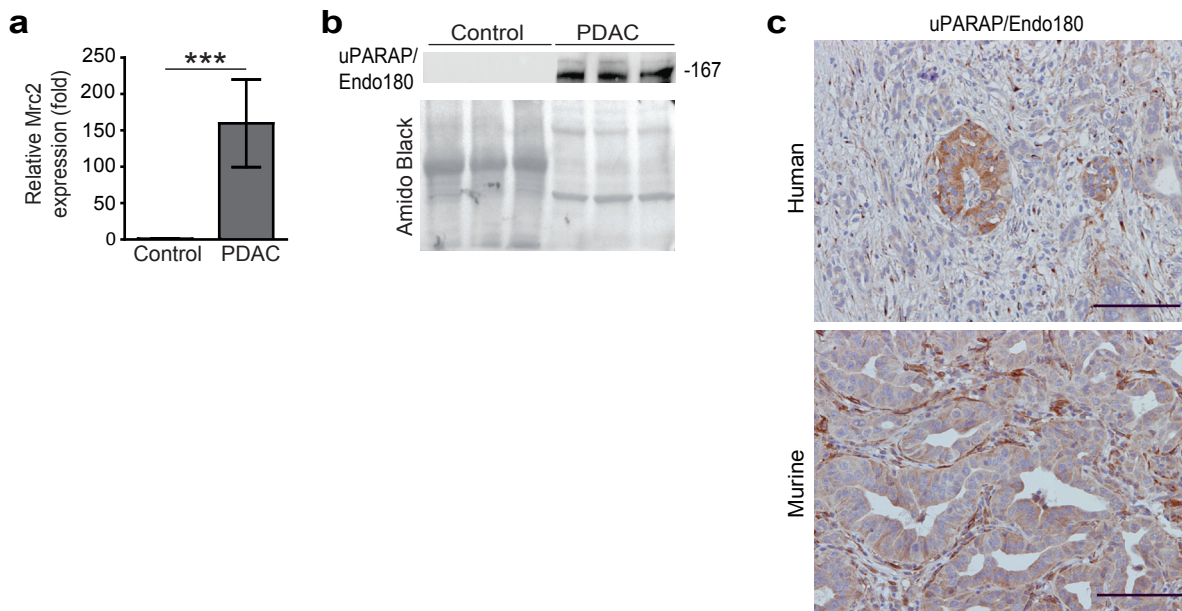 a
Relative Mrc2
expression (fold)
250
200
150
100
50
0
***
Control PDAC
b
Control PDAC
uPARAP/
Endo180
-167
Amido Black
c
uPARAP/Endo180
Human
Murine